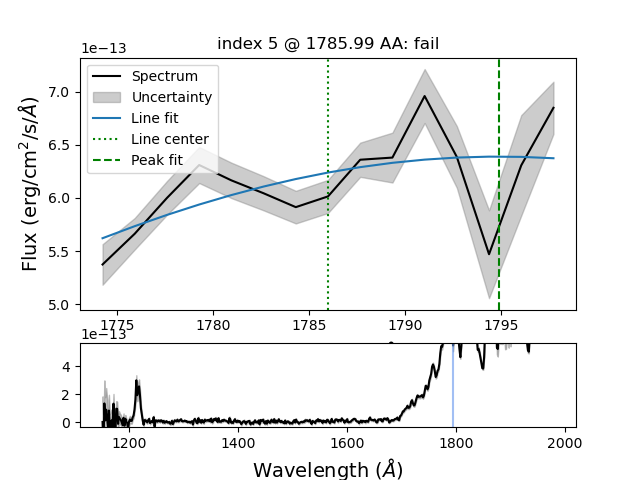 index 5 @ 1785.99 AA: fail
1e−13
Spectrum
Uncertainty
Line fit
Line center
Peak fit
Flux (erg/cm²/s/Å)
7.0
6.5
6.0
5.5
5.0
1775 1780 1785 1790 1795
1e−13
4
2
0
1200 1400 1600 1800 2000
Wavelength (Å)